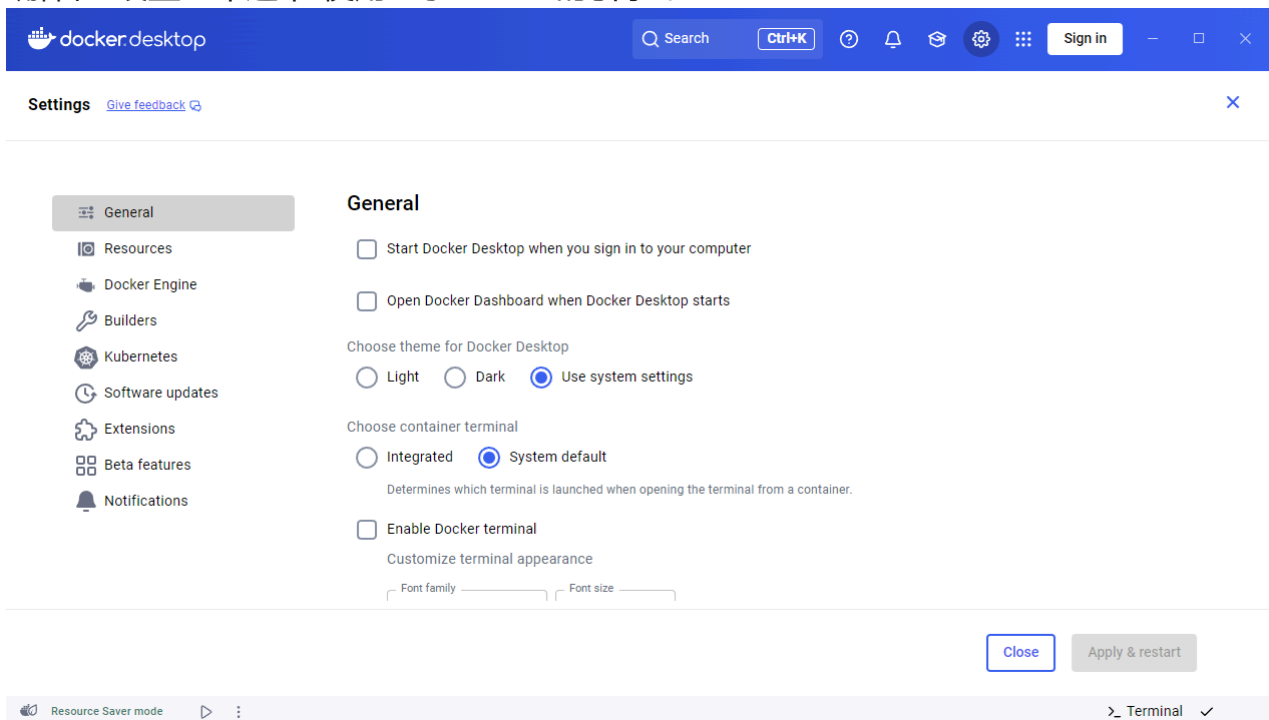 docker.desktop
Search Ctrl+K Sign in
Settings Give feedback
General
Resources
Docker Engine
Builders
Kubernetes
Software updates
Extensions
Beta features
Notifications
General
Start Docker Desktop when you sign in to your computer
Open Docker Dashboard when Docker Desktop starts
Choose theme for Docker Desktop
Light Dark Use system settings
Choose container terminal
Integrated System default
Determines which terminal is launched when opening the terminal from a container.
Enable Docker terminal
Customize terminal appearance
Font family Font size
Close Apply & restart
Resource Saver mode >_ Terminal